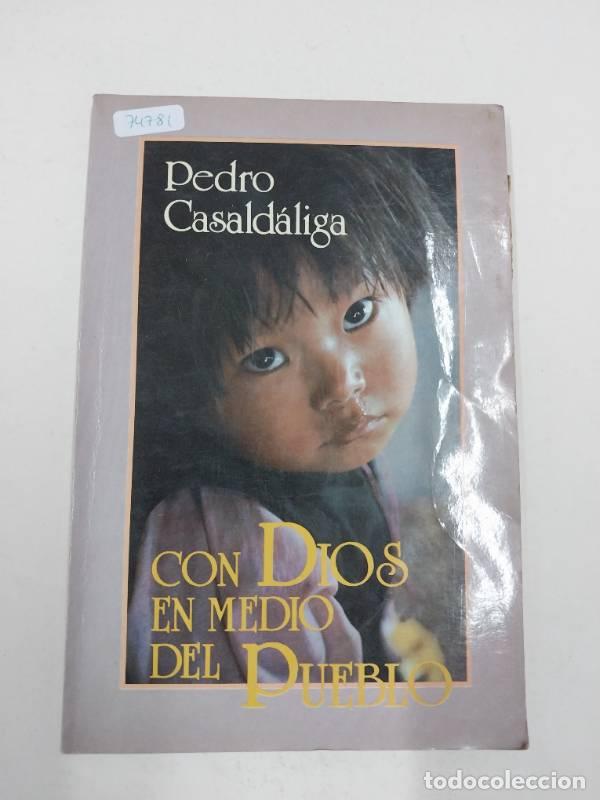 74781
Pedro
Casaldáliga
CON DIOS
EN MEDIO
DEL PUEBLO
todocoleccion